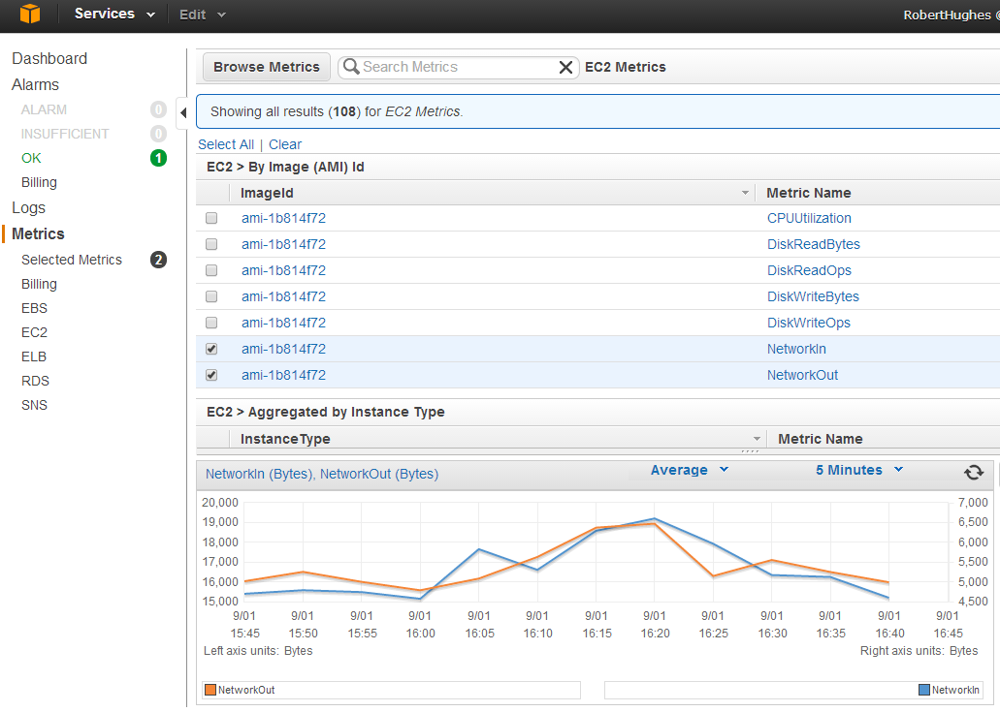 Services Edit RobertHughes
Dashboard
Alarms
ALARM 0
INSUFFICIENT 0
OK 1
Billing
Logs
Metrics
Selected Metrics 2
Billing
EBS
EC2
ELB
RDS
SNS
Browse Metrics Search Metrics EC2 Metrics
Showing all results (108) for EC2 Metrics.
Select All | Clear
EC2 > By Image (AMI) Id
ImageId Metric Name
ami-1b814f72 CPUUtilization
ami-1b814f72 DiskReadBytes
ami-1b814f72 DiskReadOps
ami-1b814f72 DiskWriteBytes
ami-1b814f72 DiskWriteOps
ami-1b814f72 NetworkIn
ami-1b814f72 NetworkOut
EC2 > Aggregated by Instance Type
InstanceType Metric Name
NetworkIn (Bytes), NetworkOut (Bytes) Average 5 Minutes
20,000 7,000
19,000 6,500
18,000 6,000
17,000 5,500
16,000 5,000
15,000 4,500
9/01 9/01 9/01 9/01 9/01 9/01 9/01 9/01 9/01 9/01 9/01 9/01 9/01
15:45 15:50 15:55 16:00 16:05 16:10 16:15 16:20 16:25 16:30 16:35 16:40 16:45
Left axis units: Bytes Right axis units: Bytes
NetworkOut NetworkIn